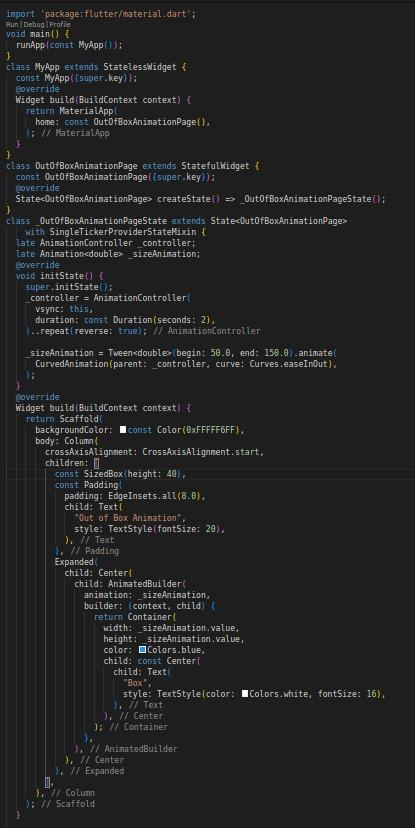 import 'package:flutter/material.dart';
Run | Debug | Profile
void main() {
  runApp(const MyApp());
}
class MyApp extends StatelessWidget {
  const MyApp({super.key});
  @override
  Widget build(BuildContext context) {
    return MaterialApp(
      home: const OutOfBoxAnimationPage(),
    ); // MaterialApp
  }
}
class OutOfBoxAnimationPage extends StatefulWidget {
  const OutOfBoxAnimationPage({super.key});
  @override
  State<OutOfBoxAnimationPage> createState() => _OutOfBoxAnimationPageState();
}
class _OutOfBoxAnimationPageState extends State<OutOfBoxAnimationPage>
    with SingleTickerProviderStateMixin {
  late AnimationController _controller;
  late Animation<double> _sizeAnimation;
  @override
  void initState() {
    super.initState();
    _controller = AnimationController(
      vsync: this,
      duration: const Duration(seconds: 2),
    )..repeat(reverse: true); // AnimationController

    _sizeAnimation = Tween<double>(begin: 50.0, end: 150.0).animate(
      CurvedAnimation(parent: _controller, curve: Curves.easeInOut),
    );
  }
  @override
  Widget build(BuildContext context) {
    return Scaffold(
      backgroundColor: const Color(0xFFFFF6FF),
      body: Column(
        crossAxisAlignment: CrossAxisAlignment.start,
        children: [
          const SizedBox(height: 40),
          const Padding(
            padding: EdgeInsets.all(8.0),
            child: Text(
              "Out of Box Animation",
              style: TextStyle(fontSize: 20),
            ), // Text
          ), // Padding
          Expanded(
            child: Center(
              child: AnimatedBuilder(
                animation: _sizeAnimation,
                builder: (context, child) {
                  return Container(
                    width: _sizeAnimation.value,
                    height: _sizeAnimation.value,
                    color: Colors.blue,
                    child: const Center(
                      child: Text(
                        "Box",
                        style: TextStyle(color: Colors.white, fontSize: 16),
                      ), // Text
                    ), // Center
                  ); // Container
                },
              ), // AnimatedBuilder
            ), // Center
          ), // Expanded
        ],
      ), // Column
    ); // Scaffold
  }